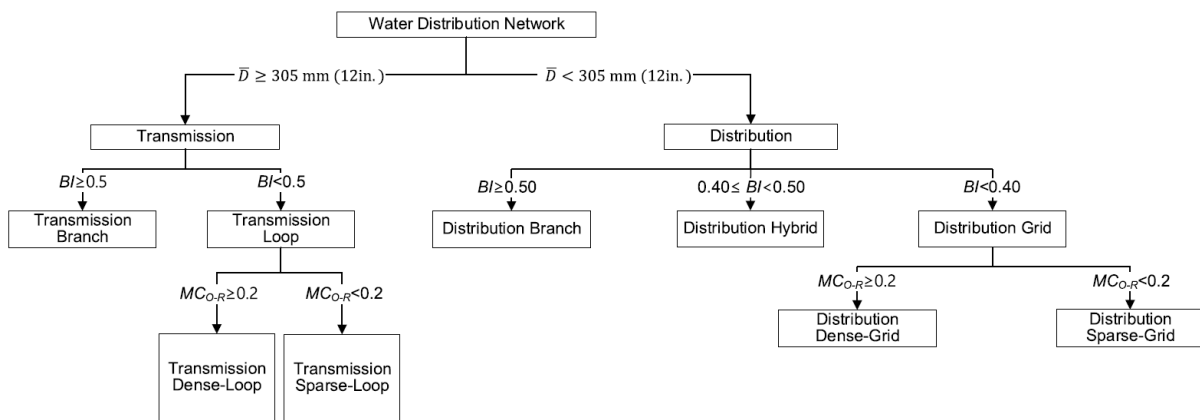 Water Distribution Network
D̅ ≥ 305 mm (12in.)
D̅ < 305 mm (12in.)
Transmission
Distribution
BI≥0.5
BI<0.5
BI≥0.50
0.40≤ BI<0.50
BI<0.40
Transmission
Branch
Transmission
Loop
Distribution Branch
Distribution Hybrid
Distribution Grid
MCO-R≥0.2
MCO-R<0.2
MCO-R≥0.2
MCO-R<0.2
Transmission
Dense-Loop
Transmission
Sparse-Loop
Distribution
Dense-Grid
Distribution
Sparse-Grid